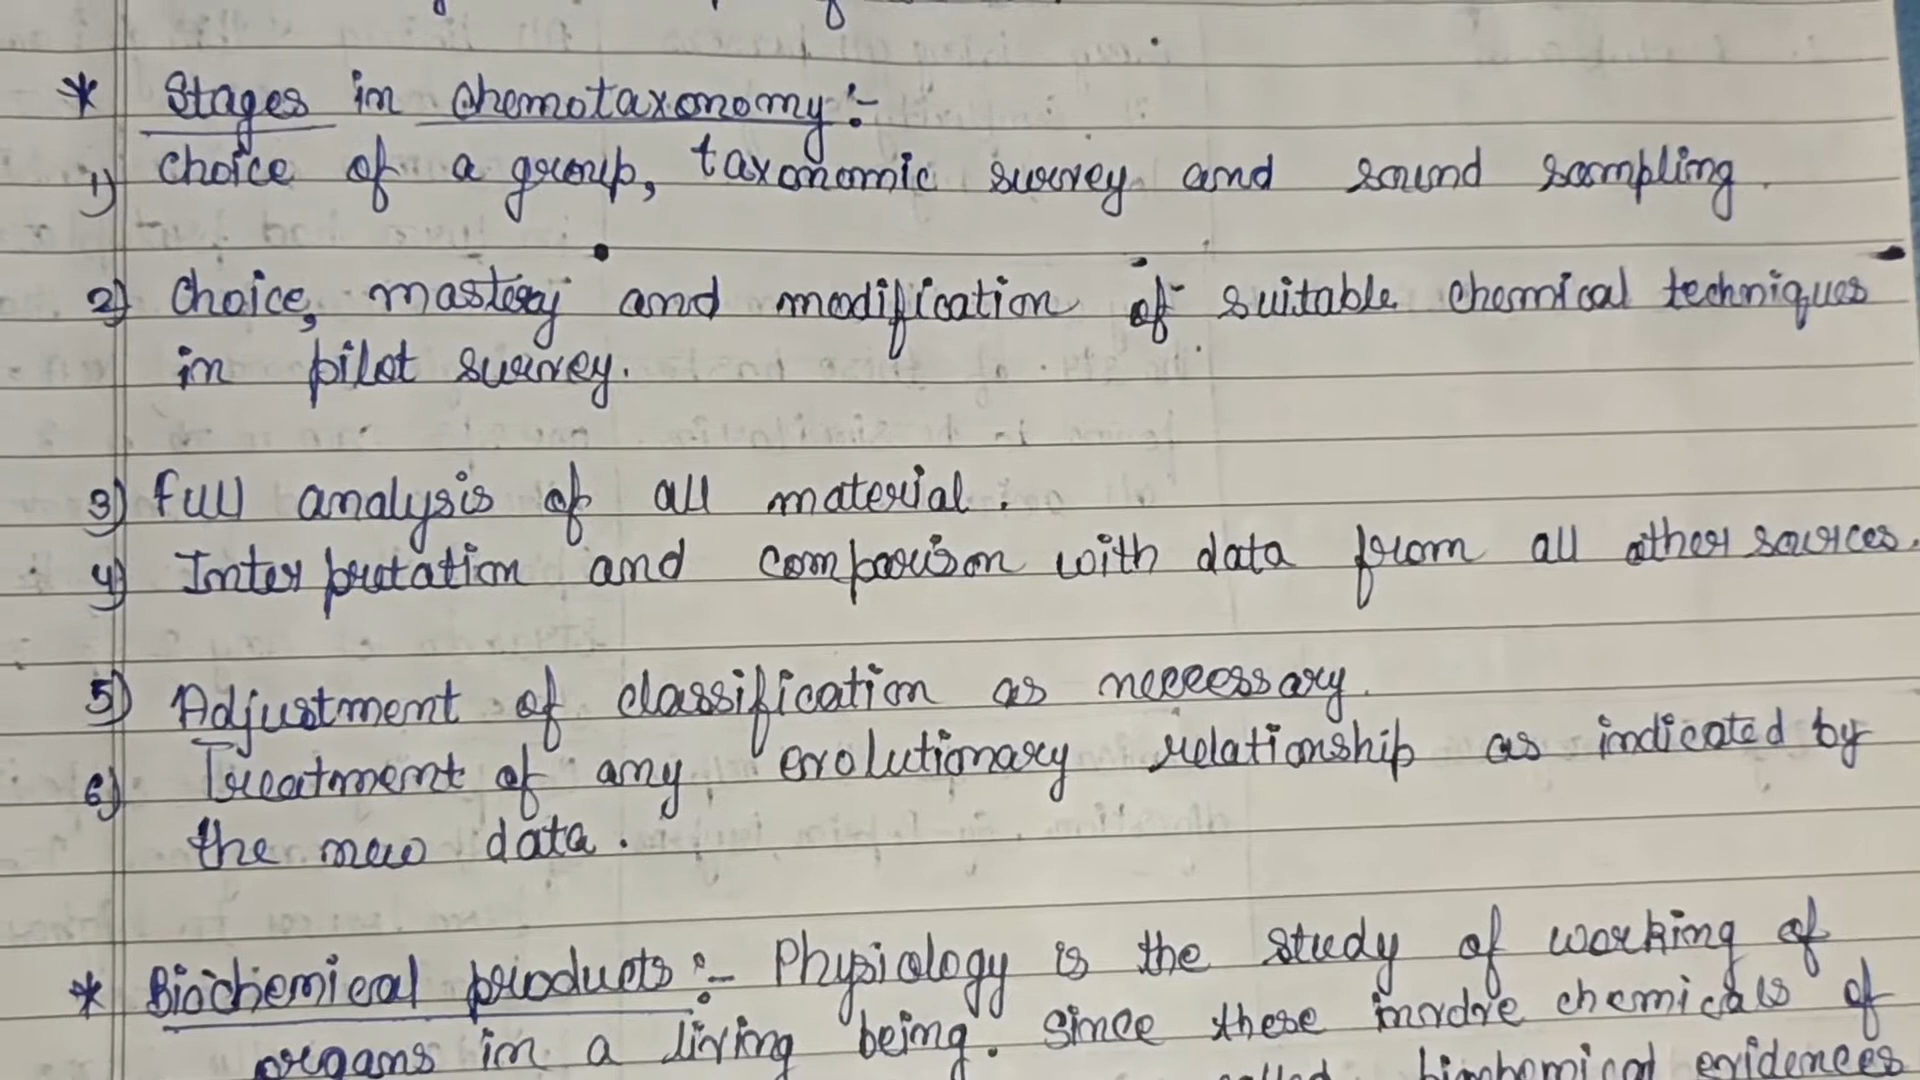 * Stages in chemotaxonomy :-
1) choice of a group, taxonomic survey and sound sampling.
2) Choice, mastery and modification of suitable chemical techniques
in pilot survey.
3) full analysis of all material.
4) Interpretation and comparison with data from all other sources.
5) Adjustment of classification as necessary.
6) Treatment of any evolutionary relationship as indicated by
the new data.
* Biochemical products :- Physiology is the study of working of
organs in a living being. Since these involve chemicals of
called biochemical evidences